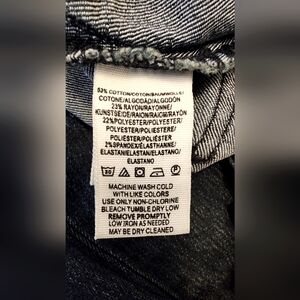 53% COTTON/COTON/BAUMWOLLE/
COTONE/ALGODÃO/ALGODÓN
23% RAYON/RAYONNE/
KUNSTSEIDE/RAION/RAIOM/RAYÓN
22%POLYESTER/POLYESTER/
POLYESTER/POLIESTERE/
POLIÉSTER/POLIÉSTER
2%SPANDEX/ÉLASTHANNE/
ELASTAN/ELASTAN/ELASTANO/
ELASTANO
MACHINE WASH COLD
WITH LIKE COLORS
USE ONLY NON-CHLORINE
BLEACH TUMBLE DRY LOW
REMOVE PROMPTLY
LOW IRON AS NEEDED
MAY BE DRY CLEANED